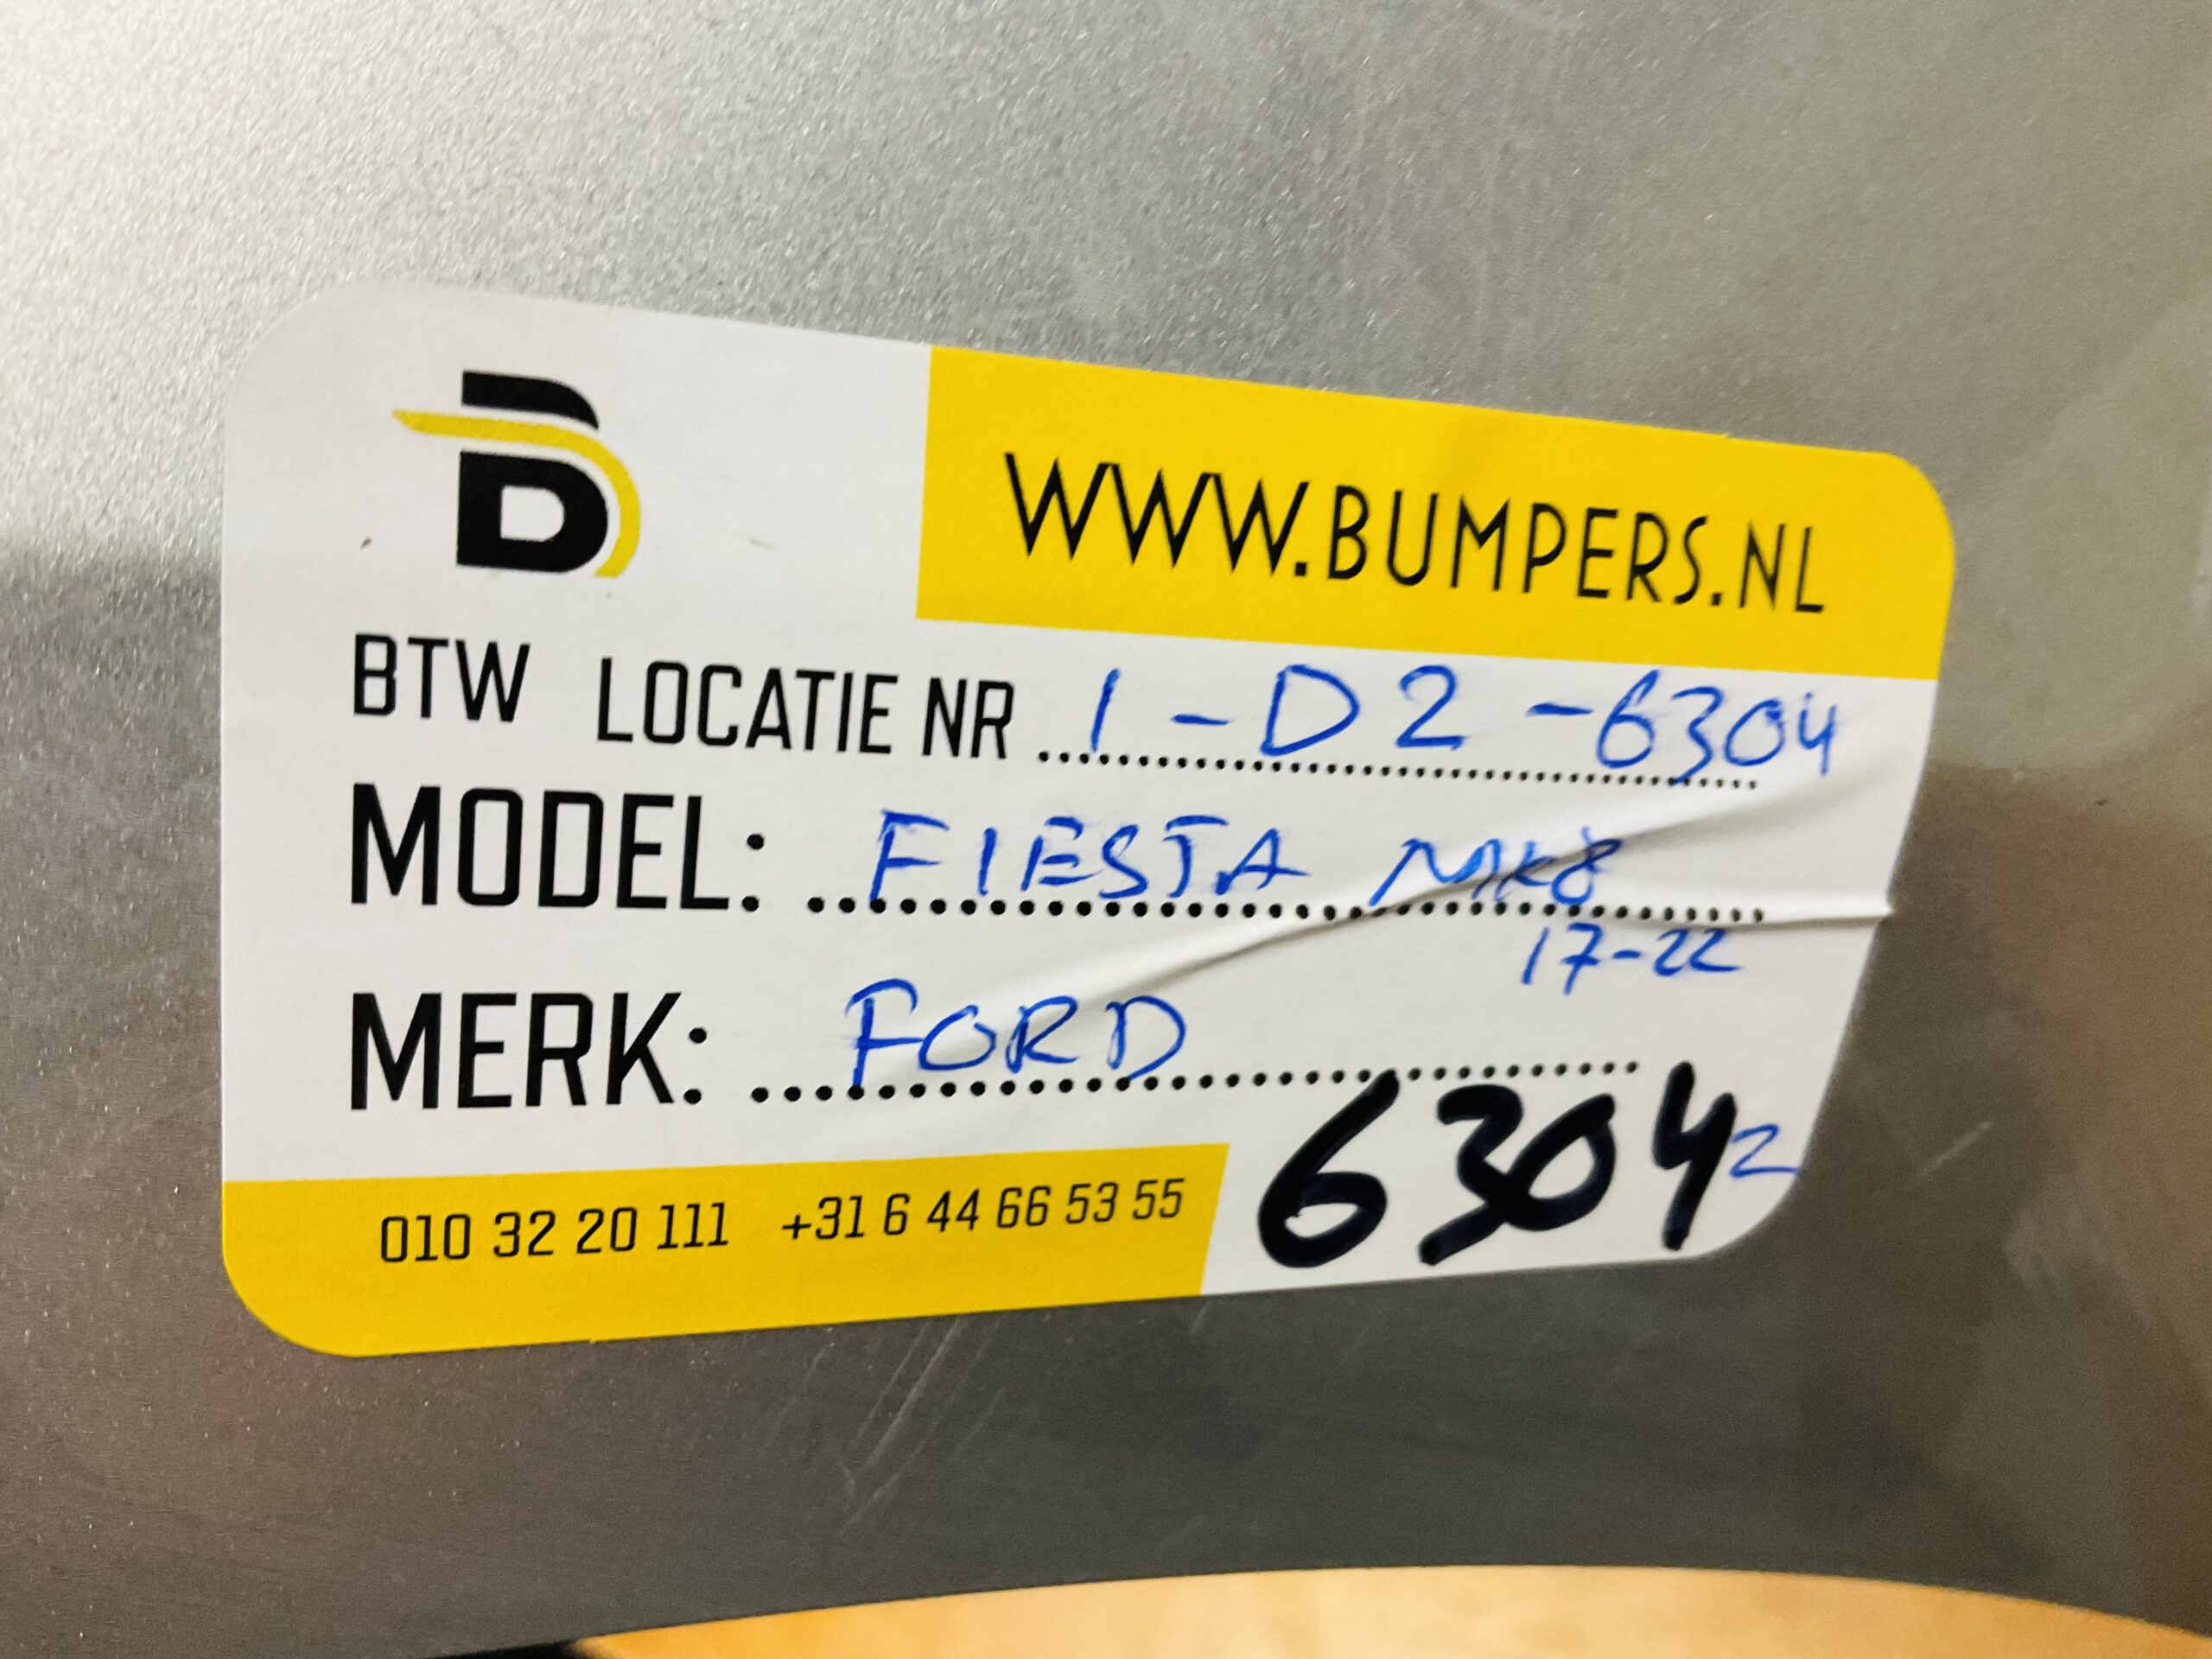 B
WWW.BUMPERS.NL
BTW LOCATIE NR 1-D2-6304
MODEL: FIESTA MK8
17-22
MERK: FORD
6304 2
010 32 20 111 +31 6 44 66 53 55